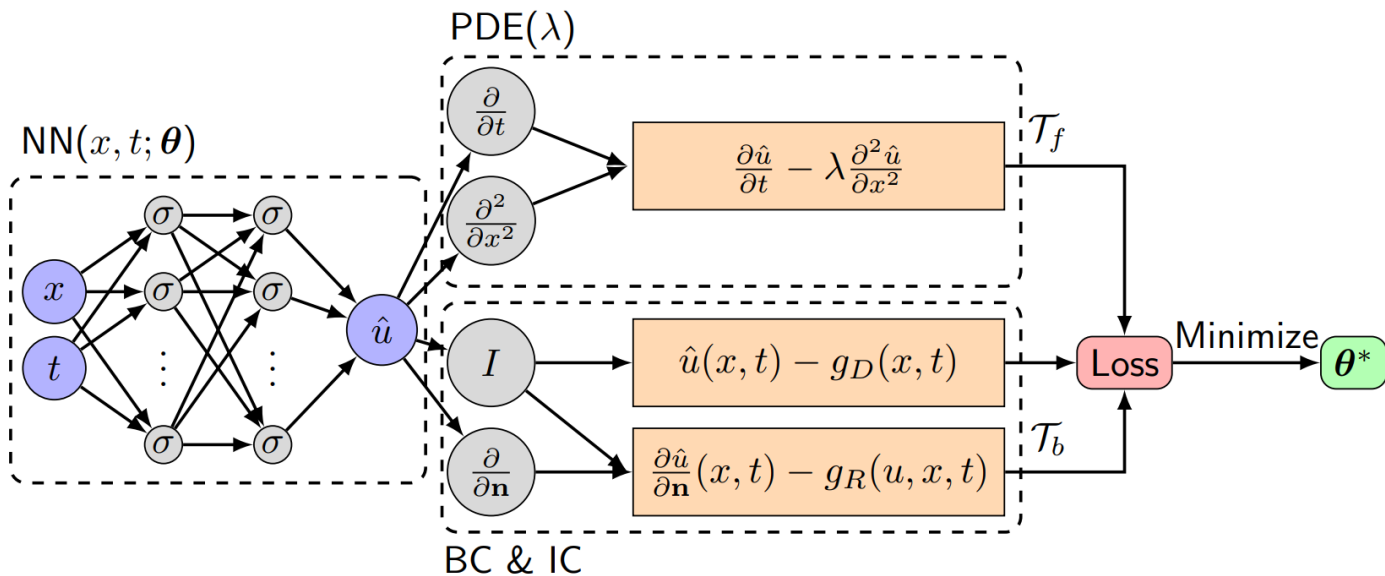 PDE(λ)
NN(x, t; θ)
∂/∂t
∂²/∂x²
∂û/∂t − λ ∂²û/∂x²
𝒯_f
σ σ
x σ σ
t ⋮ ⋮
σ σ
û
I
û(x, t) − g_D(x, t)
Loss
Minimize
θ*
∂/∂n
∂û/∂n(x, t) − g_R(u, x, t)
𝒯_b
BC & IC